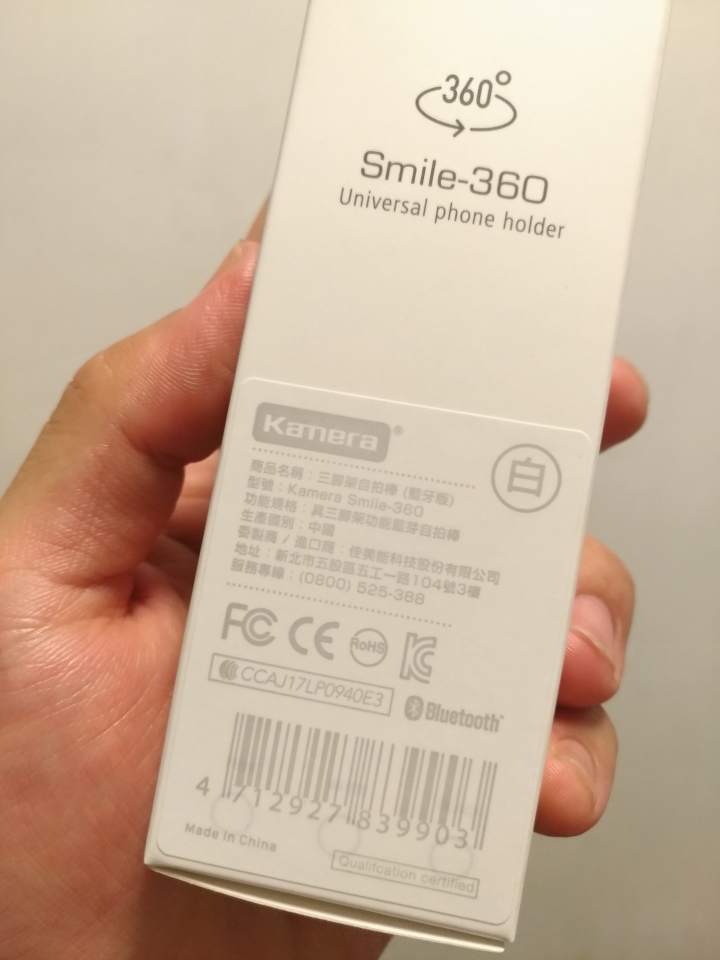 360°
Smile-360
Universal phone holder
Kamera®
白
商品名稱：三腳架自拍棒 (藍牙版)
型號：Kamera Smile-360
功能規格：具三腳架功能藍牙自拍棒
生產國別：中國
委製商 / 進口商：佳美能科技股份有限公司
地址：新北市五股區五工一路104號3樓
服務專線：(0800) 525-388
FC CE RoHS KC
CCAJ17LP0940E3
Bluetooth™
4 712927 839903
Made in China
Qualifcation certified